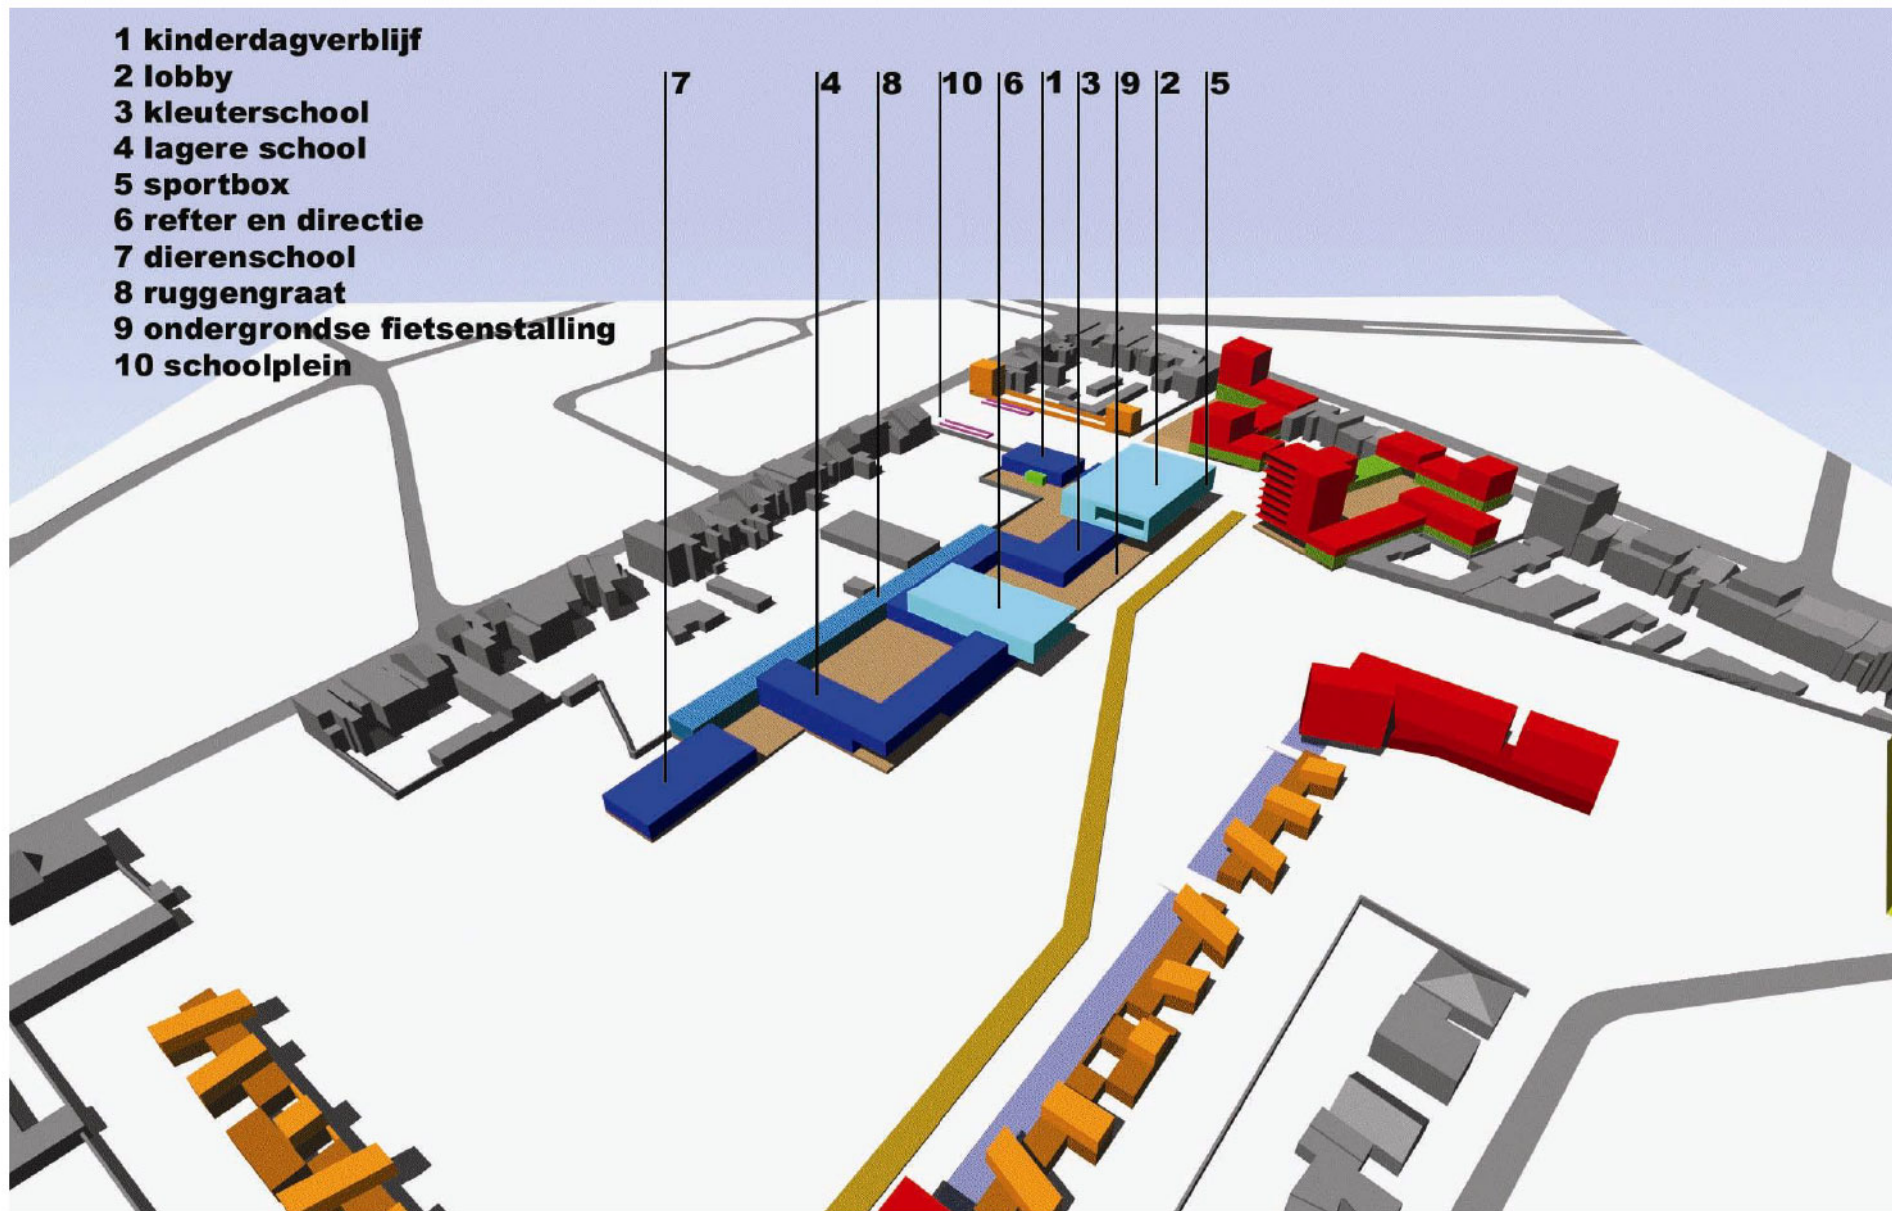 1 kinderdagverblijf
2 lobby
3 kleuterschool
4 lagere school
5 sportbox
6 refter en directie
7 dierenschool
8 ruggengraat
9 ondergrondse fietsenstalling
10 schoolplein
7 4 8 10 6 1 3 9 2 5